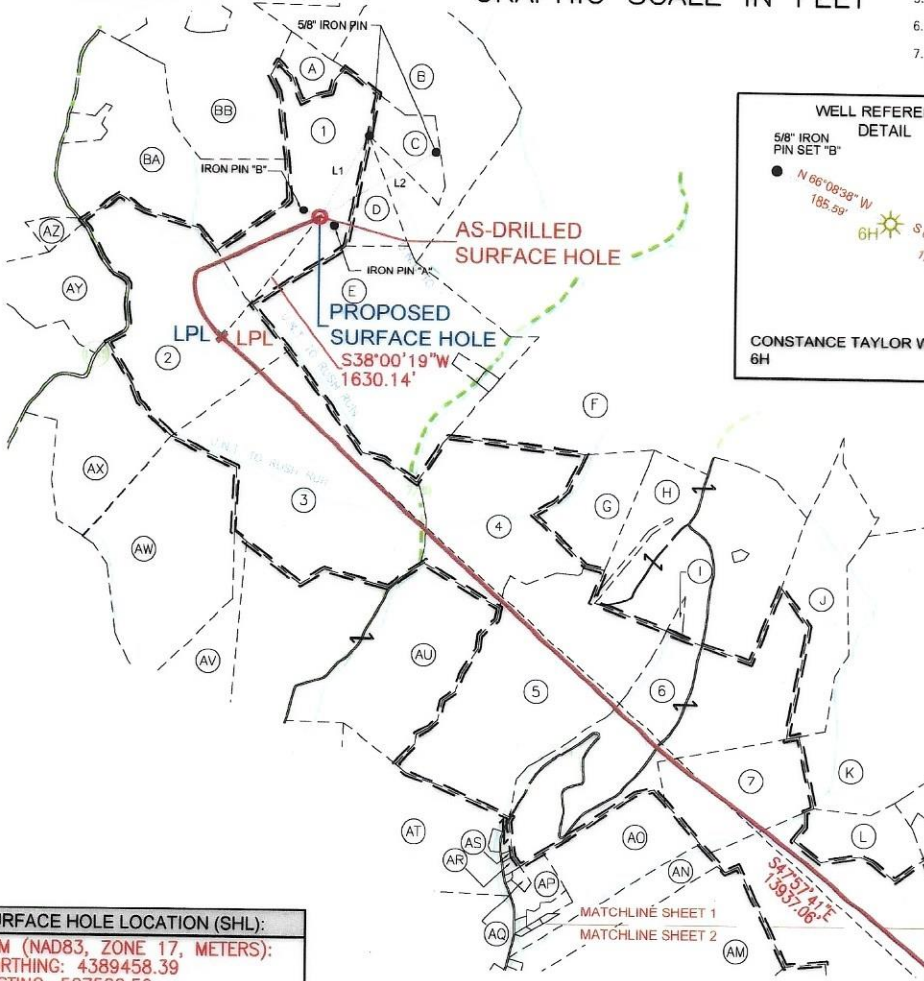 GRAPHIC SCALE IN FEET
6.
7.
5/8" IRON PIN
A
B
BB
1
C
BA
IRON PIN "B"
L1
L2
D
AZ
AS-DRILLED
SURFACE HOLE
IRON PIN "A"
E
AY
PROPOSED
SURFACE HOLE
LPL
LPL
S38°00'19"W
1630.14'
2
WELL REFERE
DETAIL
5/8" IRON
PIN SET "B"
N 66°08'38" W
185.59'
6H
CONSTANCE TAYLOR W
6H
F
AX
3
4
G
H
AW
I
J
AV
AU
5
6
7
K
AT
AS
AR
AO
L
AP
AN
S47°57'41"E
13937.06'
AQ
MATCHLINE SHEET 1
MATCHLINE SHEET 2
AM
URFACE HOLE LOCATION (SHL):
M (NAD83, ZONE 17, METERS):
RTHING: 4389458.39